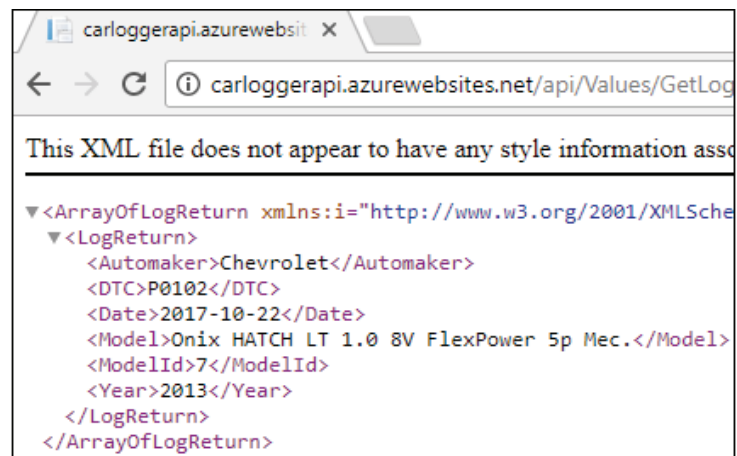 carloggerapi.azurewebsit
carloggerapi.azurewebsites.net/api/Values/GetLog
This XML file does not appear to have any style information asso
▼<ArrayOfLogReturn xmlns:i="http://www.w3.org/2001/XMLSche
▼<LogReturn>
<Automaker>Chevrolet</Automaker>
<DTC>P0102</DTC>
<Date>2017-10-22</Date>
<Model>Onix HATCH LT 1.0 8V FlexPower 5p Mec.</Model>
<ModelId>7</ModelId>
<Year>2013</Year>
</LogReturn>
</ArrayOfLogReturn>